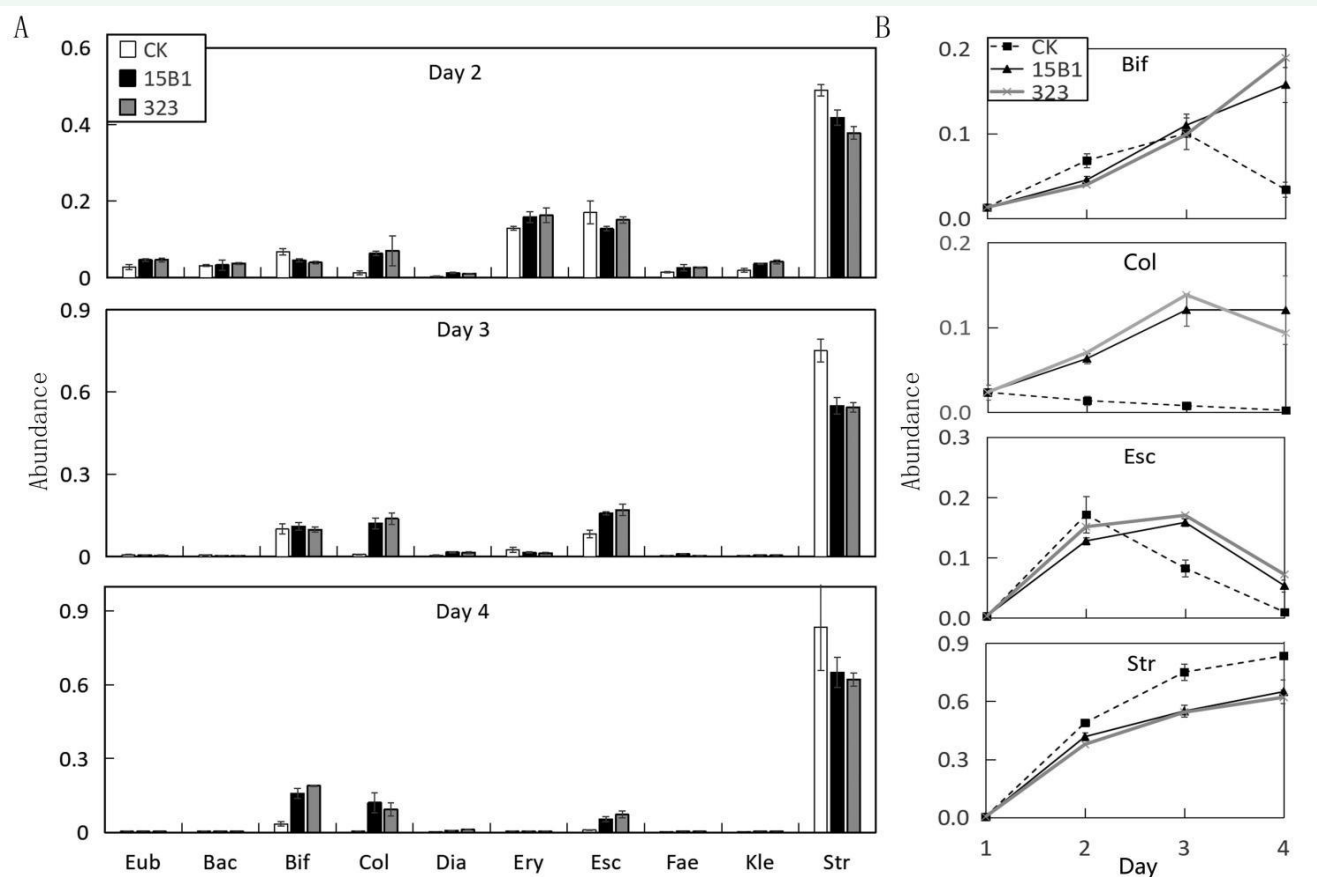 A
0.6
CK
15B1
323
Day 2
0.4
0.2
0
0.9
Day 3
0.6
0.3
0
0.9
Day 4
0.6
0.3
0
Abundance
Eub Bac Bif Col Dia Ery Esc Fae Kle Str
B
0.2
CK
15B1
323
Bif
0.1
0.0
0.2
Col
0.1
0.0
0.3
Esc
0.2
0.1
0.0
0.9
Str
0.6
0.3
0.0
Abundance
1 2 3 4
Day